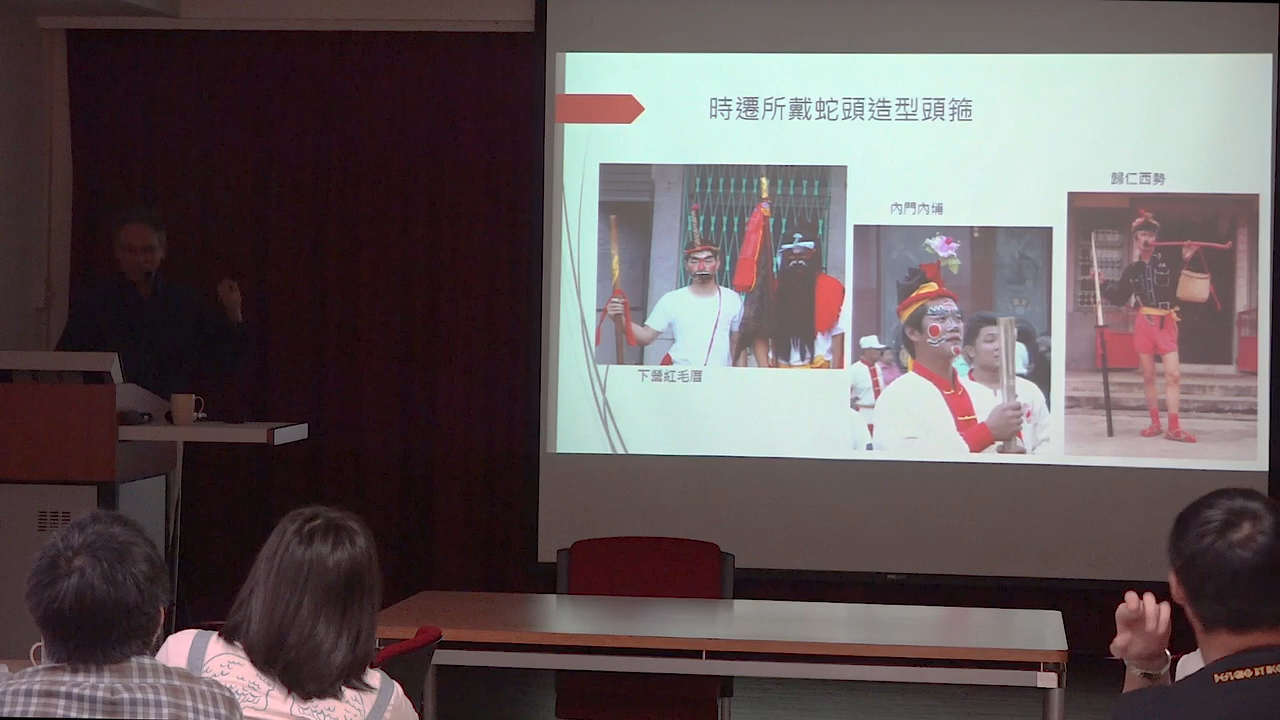 時遷所戴蛇頭造型頭箍
歸仁西勢
內門內埔
下營紅毛厝